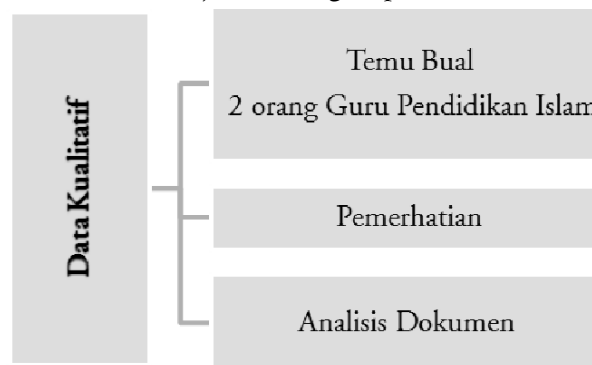 Data Kualitatif
Temu Bual
2 orang Guru Pendidikan Islam
Pemerhatian
Analisis Dokumen